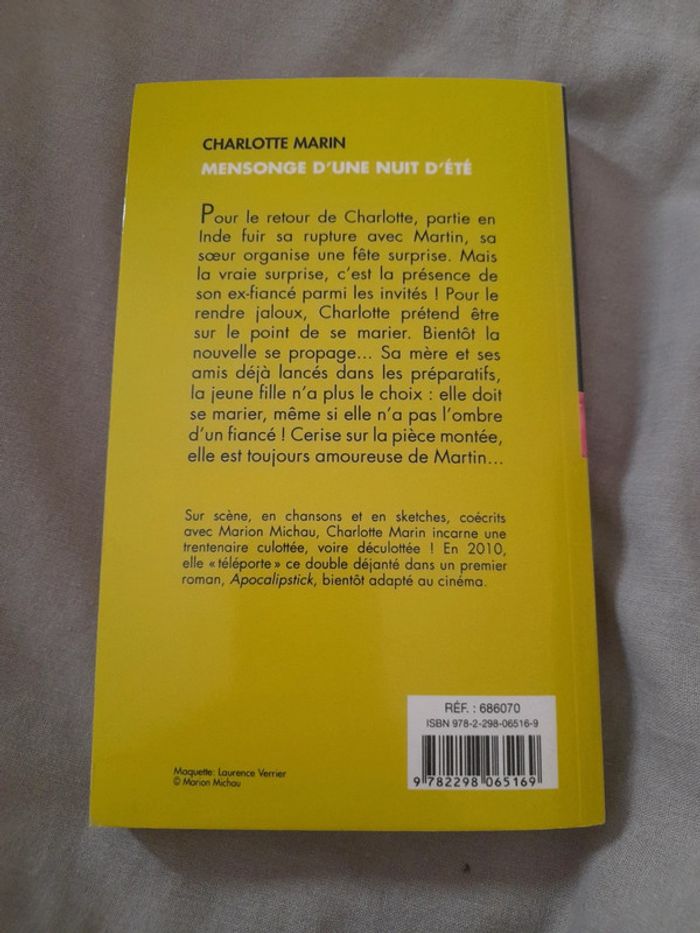 CHARLOTTE MARIN
MENSONGE D'UNE NUIT D'ÉTÉ
Pour le retour de Charlotte, partie en
Inde fuir sa rupture avec Martin, sa
sœur organise une fête surprise. Mais
la vraie surprise, c'est la présence de
son ex-fiancé parmi les invités ! Pour le
rendre jaloux, Charlotte prétend être
sur le point de se marier. Bientôt la
nouvelle se propage... Sa mère et ses
amis déjà lancés dans les préparatifs,
la jeune fille n'a plus le choix : elle doit
se marier, même si elle n'a pas l'ombre
d'un fiancé ! Cerise sur la pièce montée,
elle est toujours amoureuse de Martin...
Sur scène, en chansons et en sketches, coécrits
avec Marion Michau, Charlotte Marin incarne une
trentenaire culottée, voire déculottée ! En 2010,
elle « téléporte » ce double déjanté dans un premier
roman, Apocalipstick, bientôt adapté au cinéma.
RÉF. : 686070
ISBN 978-2-298-06516-9
9 782298 065169
Maquette: Laurence Verrier
© Marion Michau